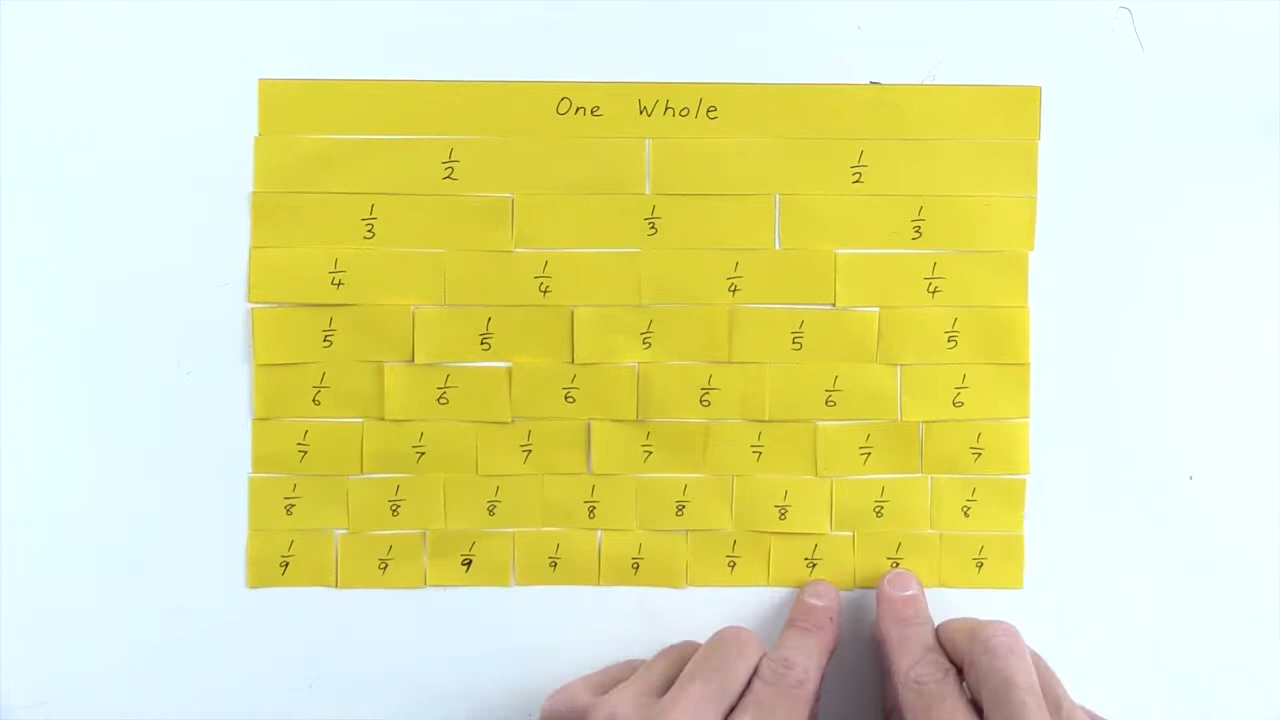 One Whole
1/2 1/2
1/3 1/3 1/3
1/4 1/4 1/4 1/4
1/5 1/5 1/5 1/5 1/5
1/6 1/6 1/6 1/6 1/6 1/6
1/7 1/7 1/7 1/7 1/7 1/7 1/7
1/8 1/8 1/8 1/8 1/8 1/8 1/8 1/8
1/9 1/9 1/9 1/9 1/9 1/9 1/9 1/9 1/9